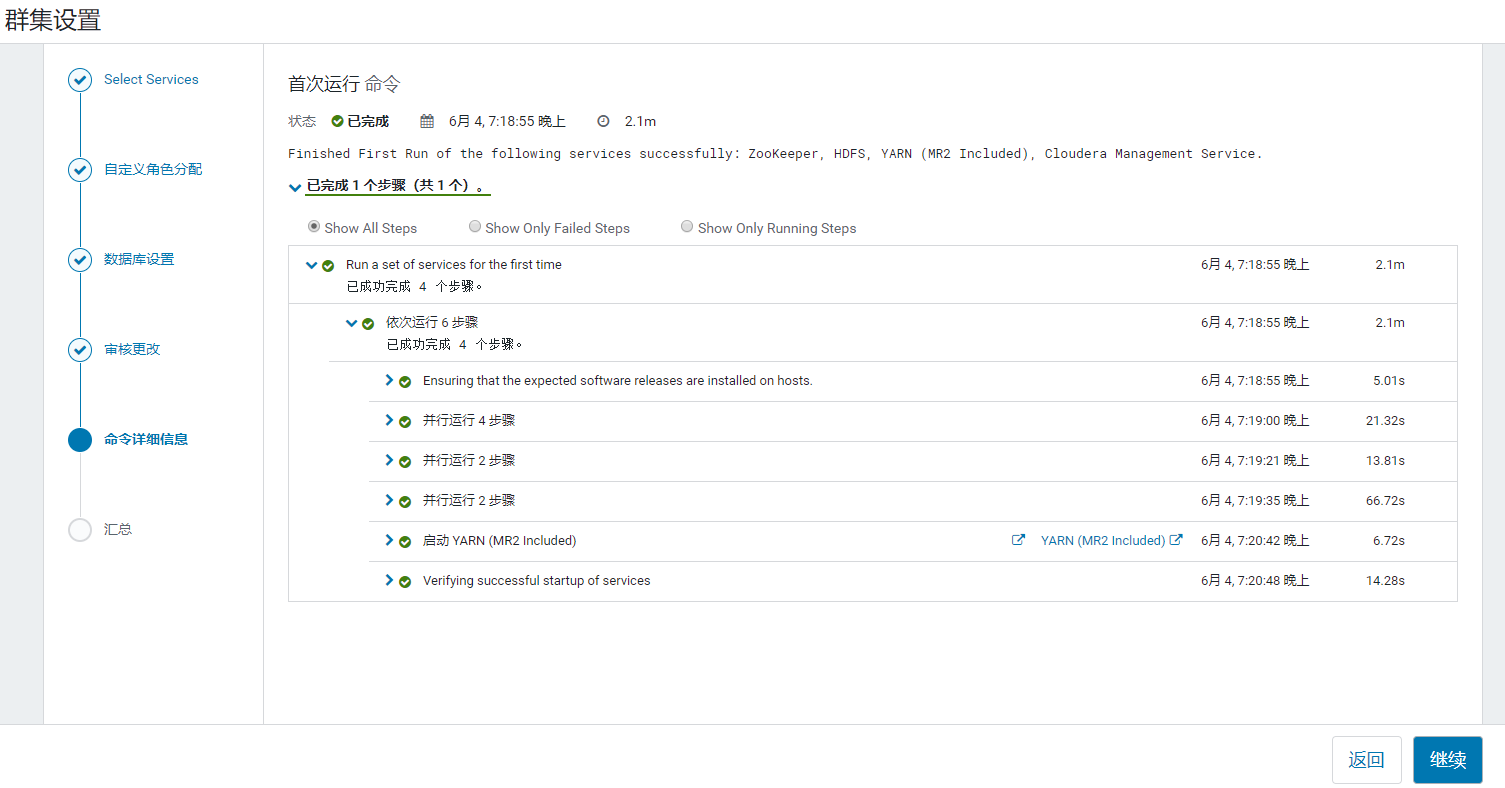 群集设置
Select Services
自定义角色分配
数据库设置
审核更改
命令详细信息
汇总
首次运行 命令
状态 已完成 6月 4, 7:18:55 晚上 2.1m
Finished First Run of the following services successfully: ZooKeeper, HDFS, YARN (MR2 Included), Cloudera Management Service.
已完成 1 个步骤（共 1 个）。
Show All Steps Show Only Failed Steps Show Only Running Steps
Run a set of services for the first time 6月 4, 7:18:55 晚上 2.1m
已成功完成 4 个步骤。
依次运行 6 步骤 6月 4, 7:18:55 晚上 2.1m
已成功完成 4 个步骤。
Ensuring that the expected software releases are installed on hosts. 6月 4, 7:18:55 晚上 5.01s
并行运行 4 步骤 6月 4, 7:19:00 晚上 21.32s
并行运行 2 步骤 6月 4, 7:19:21 晚上 13.81s
并行运行 2 步骤 6月 4, 7:19:35 晚上 66.72s
启动 YARN (MR2 Included) YARN (MR2 Included) 6月 4, 7:20:42 晚上 6.72s
Verifying successful startup of services 6月 4, 7:20:48 晚上 14.28s
返回 继续